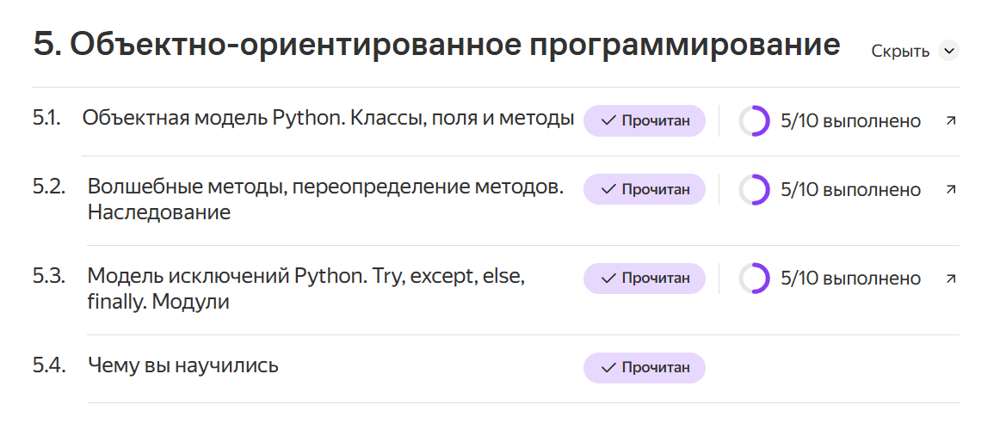 5. Объектно-ориентированное программирование Скрыть
5.1. Объектная модель Python. Классы, поля и методы Прочитан 5/10 выполнено
5.2. Волшебные методы, переопределение методов. Прочитан 5/10 выполнено
Наследование
5.3. Модель исключений Python. Try, except, else, Прочитан 5/10 выполнено
finally. Модули
5.4. Чему вы научились Прочитан